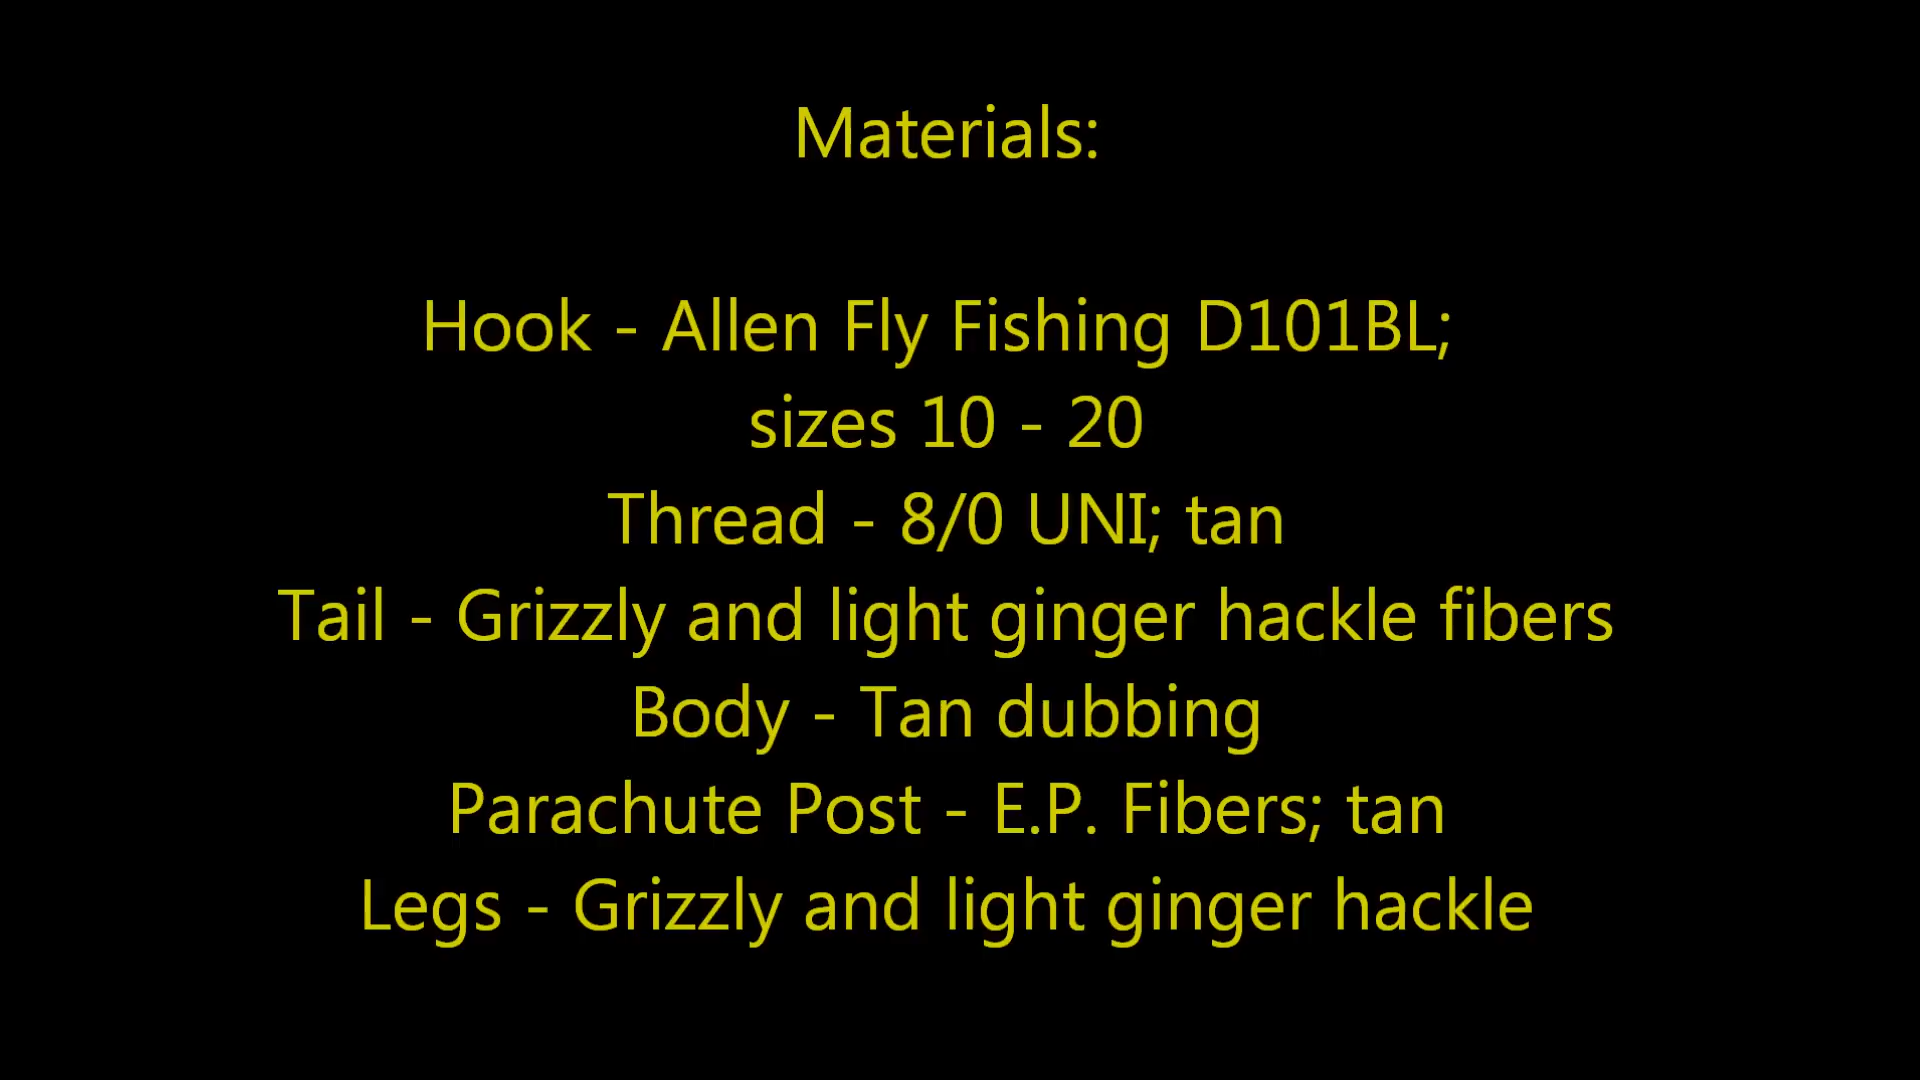 Materials:
Hook - Allen Fly Fishing D101BL;
sizes 10 - 20
Thread - 8/0 UNI; tan
Tail - Grizzly and light ginger hackle fibers
Body - Tan dubbing
Parachute Post - E.P. Fibers; tan
Legs - Grizzly and light ginger hackle